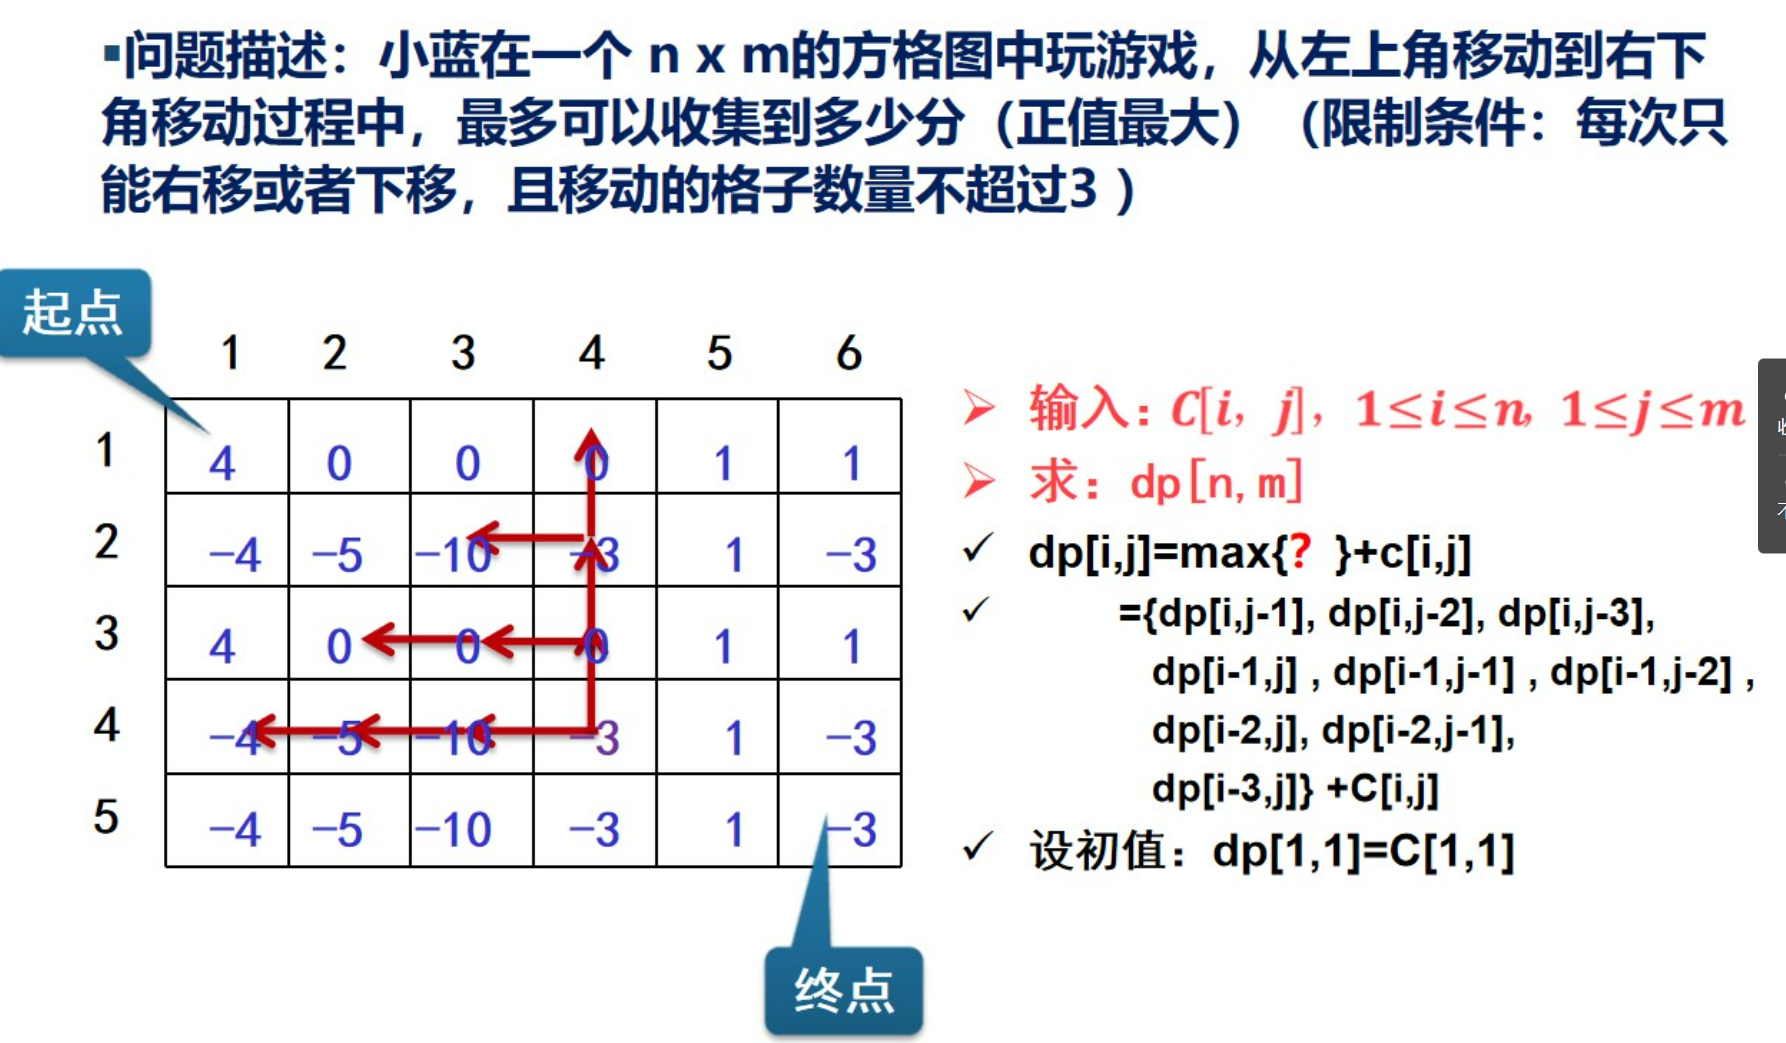 ▪问题描述：小蓝在一个 n x m的方格图中玩游戏，从左上角移动到右下
角移动过程中，最多可以收集到多少分（正值最大）（限制条件：每次只
能右移或者下移，且移动的格子数量不超过3 ）
起点
1 2 3 4 5 6
1 4 0 0 0 1 1
2 -4 -5 -10 -3 1 -3
3 4 0 0 0 1 1
4 -4 -5 -10 -3 1 -3
5 -4 -5 -10 -3 1 -3
终点
➢ 输入：C[i, j], 1≤i≤n, 1≤j≤m
➢ 求：dp[n,m]
✓ dp[i,j]=max{? }+c[i,j]
✓ ={dp[i,j-1], dp[i,j-2], dp[i,j-3],
dp[i-1,j] , dp[i-1,j-1] , dp[i-1,j-2] ,
dp[i-2,j], dp[i-2,j-1],
dp[i-3,j]} +C[i,j]
✓ 设初值：dp[1,1]=C[1,1]